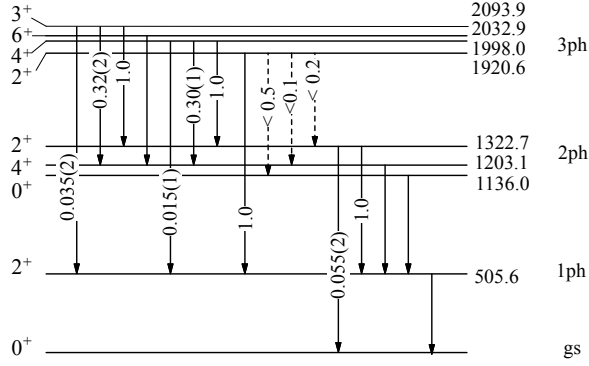 3+ 2093.9
6+ 2032.9
4+ 1998.0 3ph
2+ 1920.6
0.32(2) 1.0 0.30(1) 1.0 < 0.5 <0.1 < 0.2
2+ 1322.7
4+ 1203.1 2ph
0+ 1136.0
0.035(2) 0.015(1) 1.0 0.055(2) 1.0
2+ 505.6 1ph
0+ gs